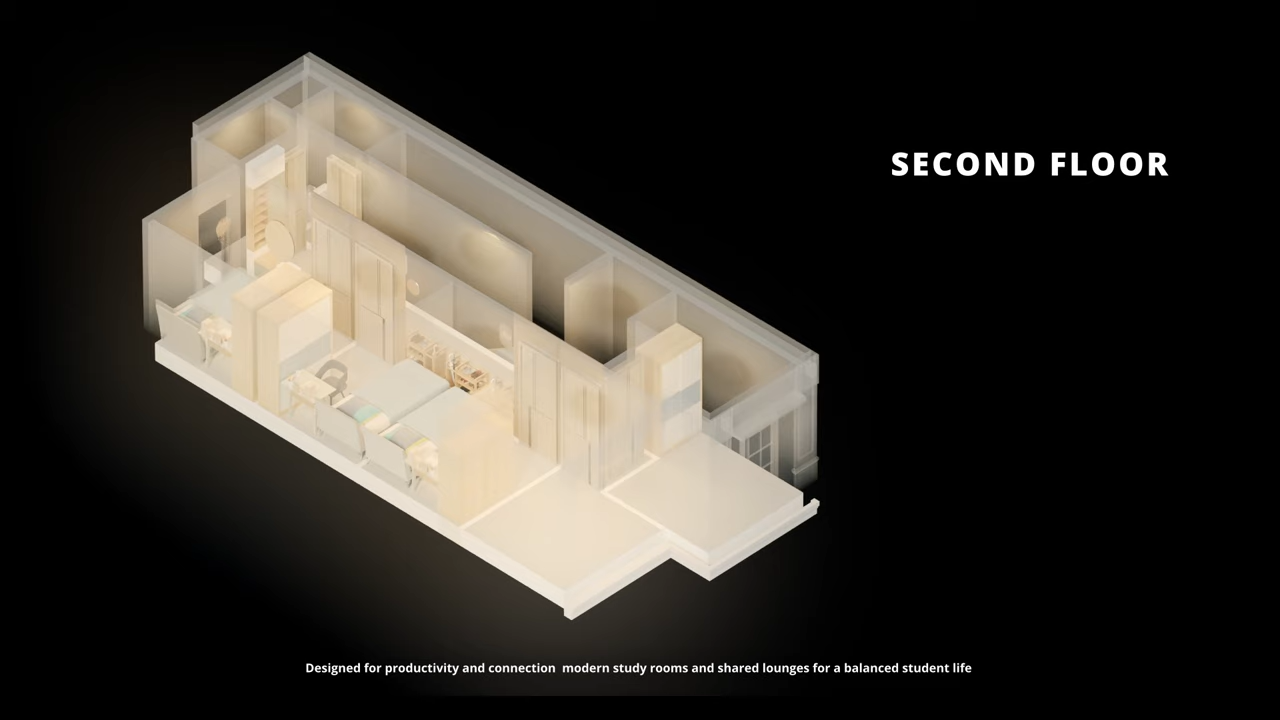 SECOND FLOOR
Designed for productivity and connection  modern study rooms and shared lounges for a balanced student life